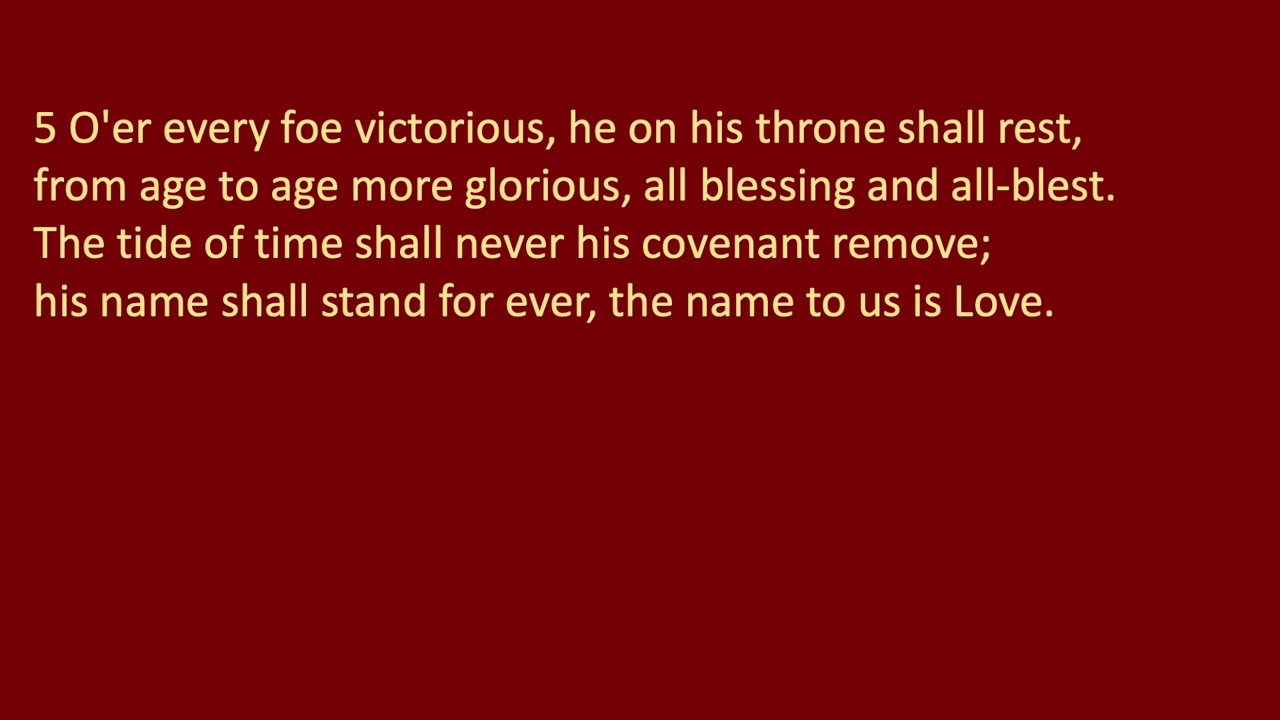 5 O'er every foe victorious, he on his throne shall rest,
from age to age more glorious, all blessing and all-blest.
The tide of time shall never his covenant remove;
his name shall stand for ever, the name to us is Love.